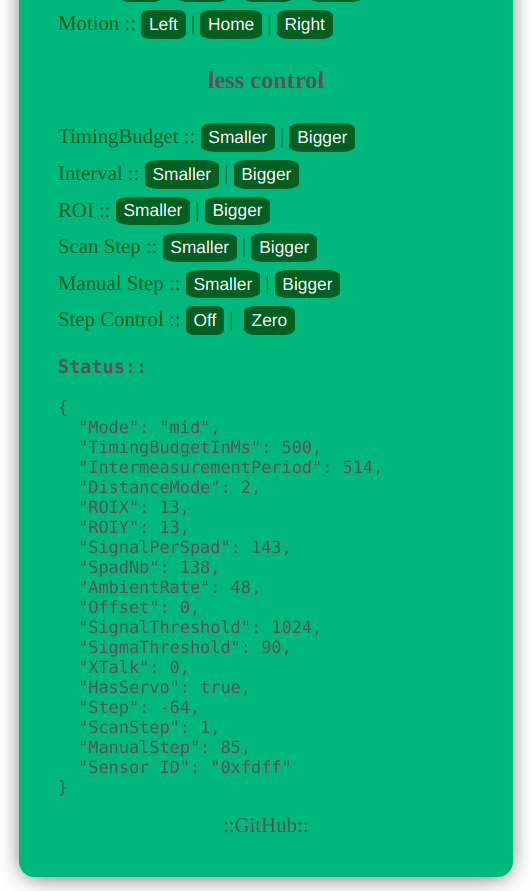 Motion :: Left | Home | Right
less control
TimingBudget :: Smaller | Bigger
Interval :: Smaller | Bigger
ROI :: Smaller | Bigger
Scan Step :: Smaller | Bigger
Manual Step :: Smaller | Bigger
Step Control :: Off | Zero
Status::
{
  "Mode": "mid",
  "TimingBudgetInMs": 500,
  "IntermeasurementPeriod": 514,
  "DistanceMode": 2,
  "ROIX": 13,
  "ROIY": 13,
  "SignalPerSpad": 143,
  "SpadNb": 138,
  "AmbientRate": 48,
  "Offset": 0,
  "SignalThreshold": 1024,
  "SigmaThreshold": 90,
  "XTalk": 0,
  "HasServo": true,
  "Step": -64,
  "ScanStep": 1,
  "ManualStep": 85,
  "Sensor ID": "0xfdff"
}
::GitHub::